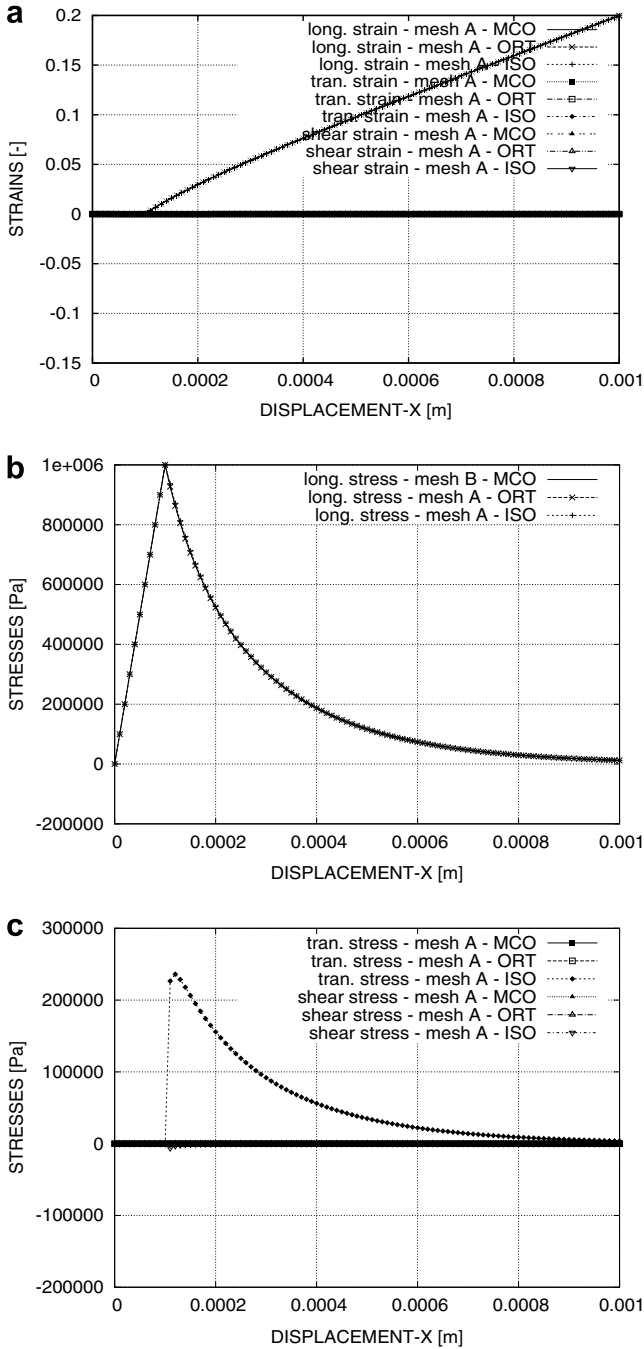 a
0.2
0.15
0.1
0.05
0
-0.05
-0.1
-0.15
STRAINS [-]
long. strain - mesh A - MCO
long. strain - mesh A - ORT
long. strain - mesh A - ISO
tran. strain - mesh A - MCO
tran. strain - mesh A - ORT
tran. strain - mesh A - ISO
shear strain - mesh A - MCO
shear strain - mesh A - ORT
shear strain - mesh A - ISO
0 0.0002 0.0004 0.0006 0.0008 0.001
DISPLACEMENT-X [m]
b
1e+006
800000
600000
400000
200000
0
-200000
STRESSES [Pa]
long. stress - mesh B - MCO
long. stress - mesh A - ORT
long. stress - mesh A - ISO
0 0.0002 0.0004 0.0006 0.0008 0.001
DISPLACEMENT-X [m]
c
300000
200000
100000
0
-100000
-200000
STRESSES [Pa]
tran. stress - mesh A - MCO
tran. stress - mesh A - ORT
tran. stress - mesh A - ISO
shear stress - mesh A - MCO
shear stress - mesh A - ORT
shear stress - mesh A - ISO
0 0.0002 0.0004 0.0006 0.0008 0.001
DISPLACEMENT-X [m]